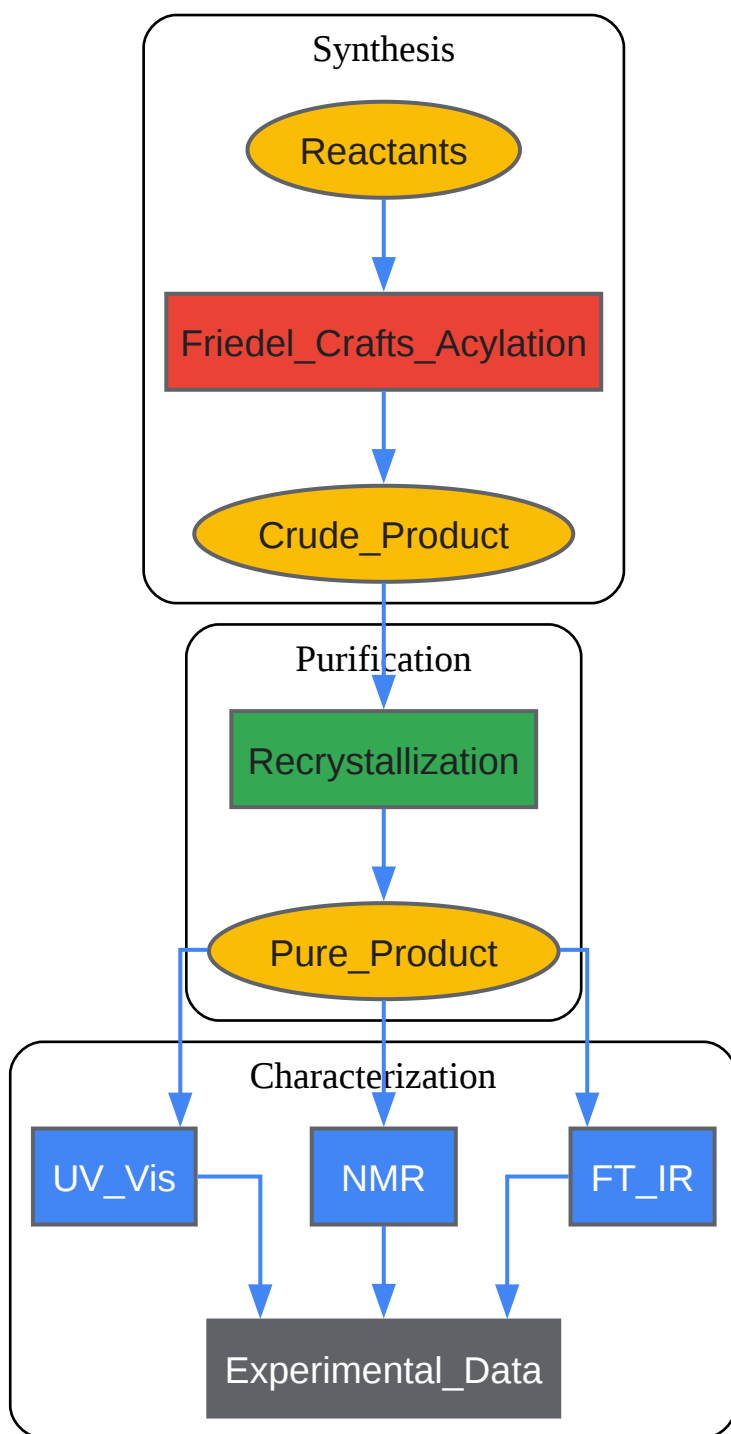 Synthesis
Reactants
Friedel_Crafts_Acylation
Crude_Product
Purification
Recrystallization
Pure_Product
Characterization
UV_Vis
NMR
FT_IR
Experimental_Data